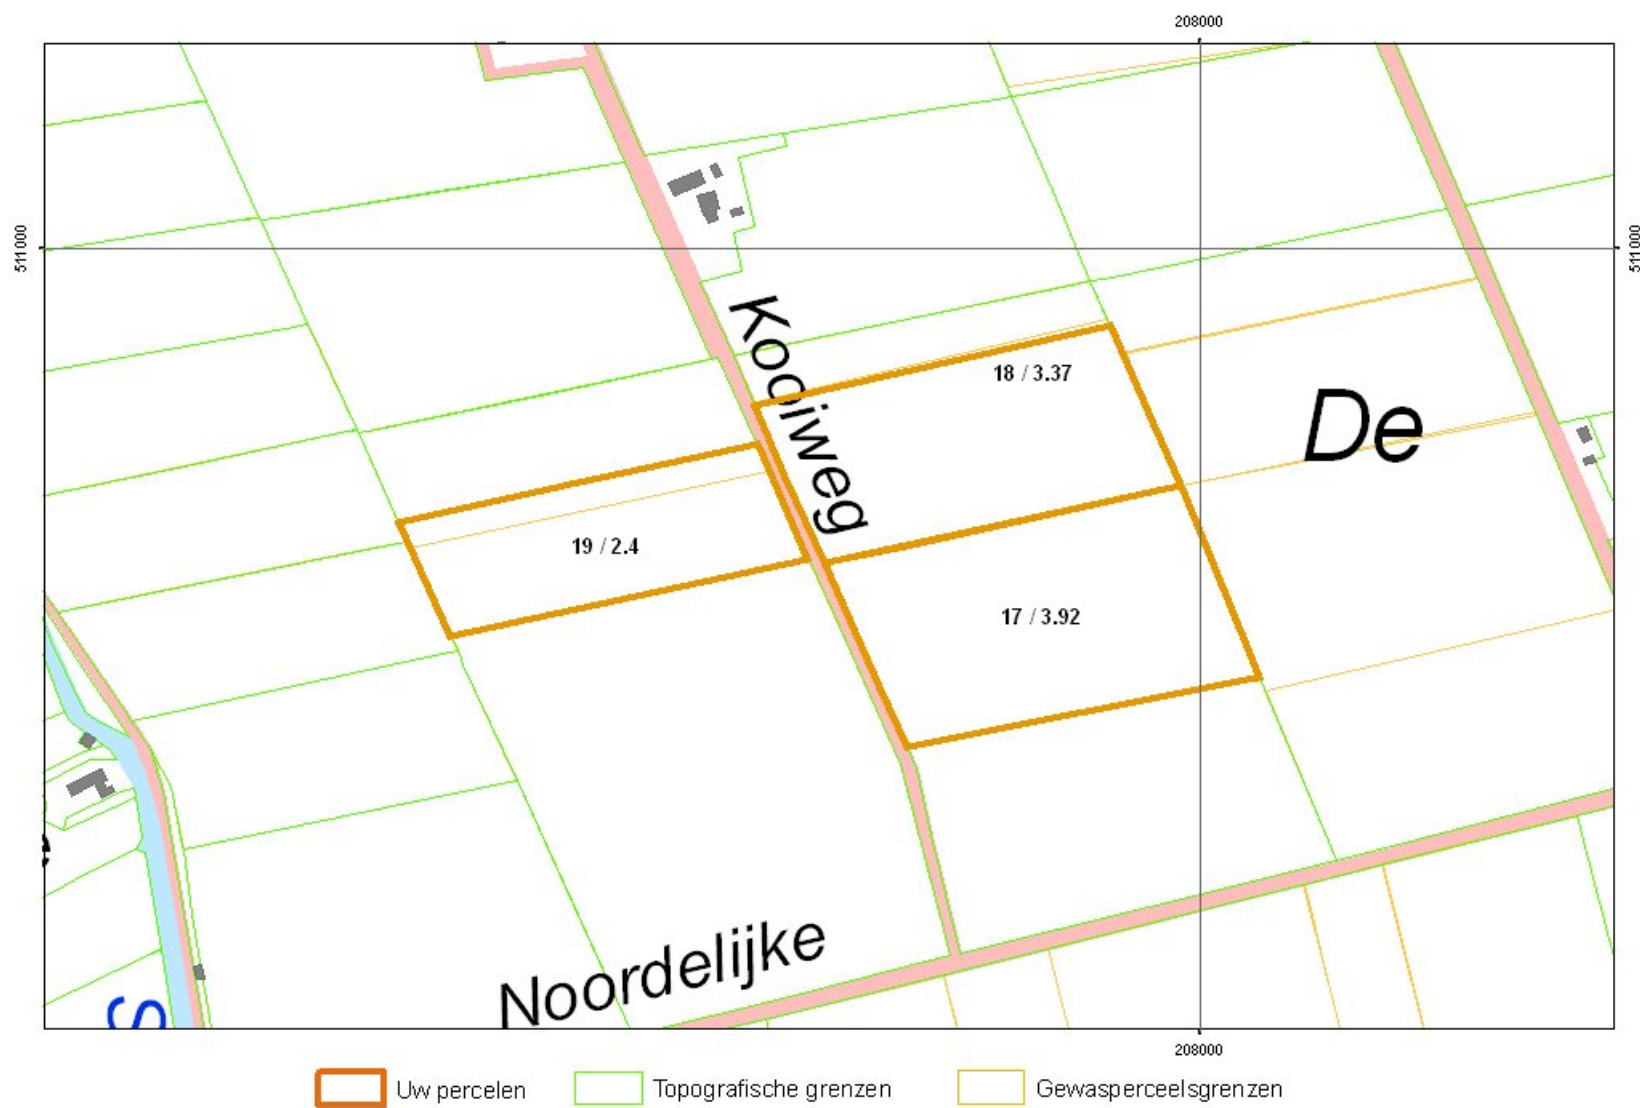 208000
511000
511000
Kooiweg
18 / 3.37
De
19 / 2.4
17 / 3.92
Noordelijke
S
208000
Uw percelen
Topografische grenzen
Gewasperceelsgrenzen